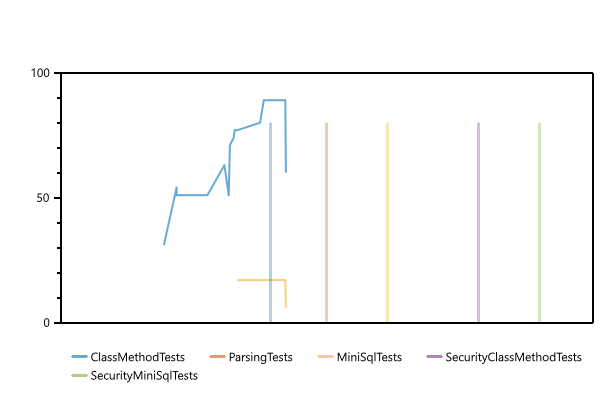 100
50
0
ClassMethodTests ParsingTests MiniSqlTests SecurityClassMethodTests
SecurityMiniSqlTests